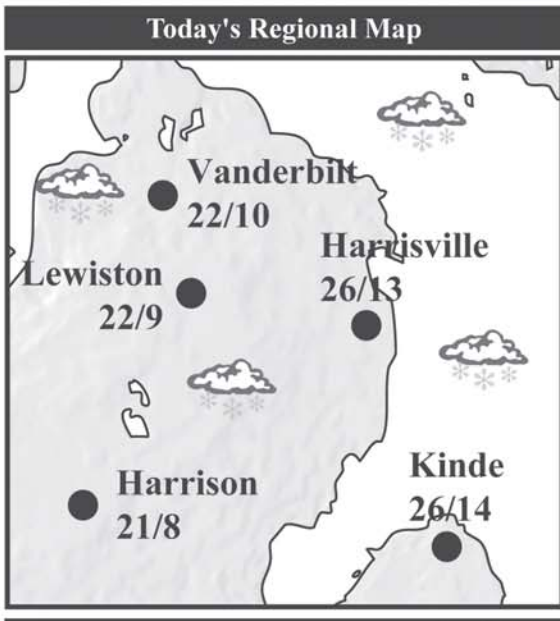 Today's Regional Map
Vanderbilt
22/10
Harrisville
26/13
Lewiston
22/9
Kinde
26/14
Harrison
21/8